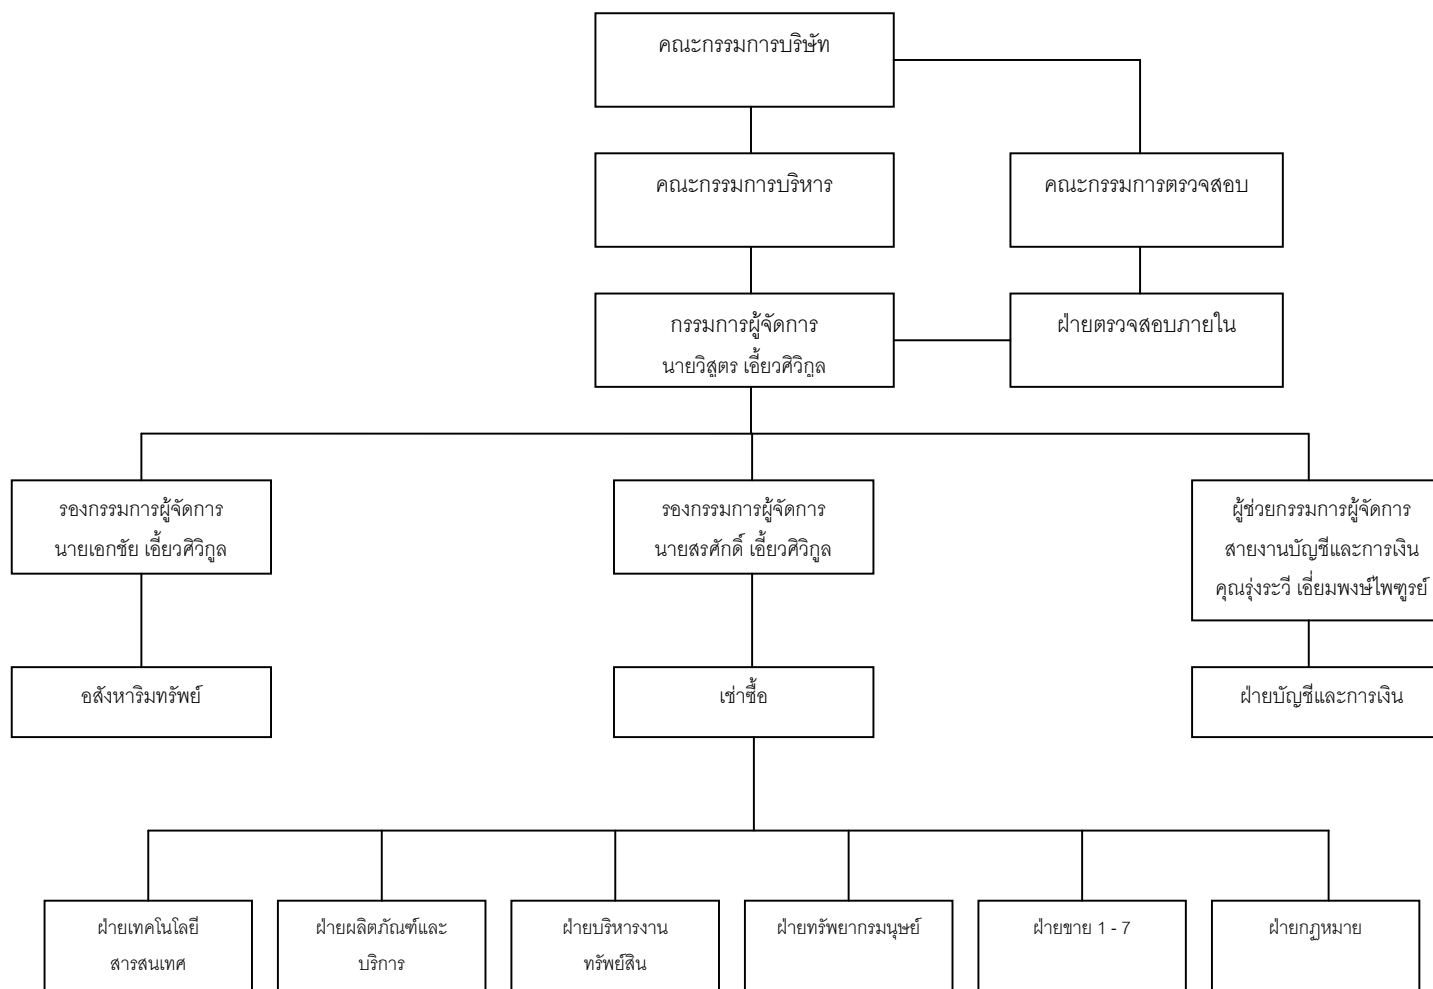 คณะกรรมการบริษัท
คณะกรรมการบริหาร
คณะกรรมการตรวจสอบ
กรรมการผู้จัดการ
นายวิสูตร เอี้ยวศิวิกูล
ฝ่ายตรวจสอบภายใน
รองกรรมการผู้จัดการ
นายเอกชัย เอี้ยวศิวิกูล
รองกรรมการผู้จัดการ
นายสรศักดิ์ เอี้ยวศิวิกูล
ผู้ช่วยกรรมการผู้จัดการ
สายงานบัญชีและการเงิน
คุณรุ่งระวี เอี่ยมพงษ์ไพฑูรย์
อสังหาริมทรัพย์
เช่าซื้อ
ฝ่ายบัญชีและการเงิน
ฝ่ายเทคโนโลยี
สารสนเทศ
ฝ่ายผลิตภัณฑ์และ
บริการ
ฝ่ายบริหารงาน
ทรัพย์สิน
ฝ่ายทรัพยากรมนุษย์
ฝ่ายขาย 1 - 7
ฝ่ายกฎหมาย